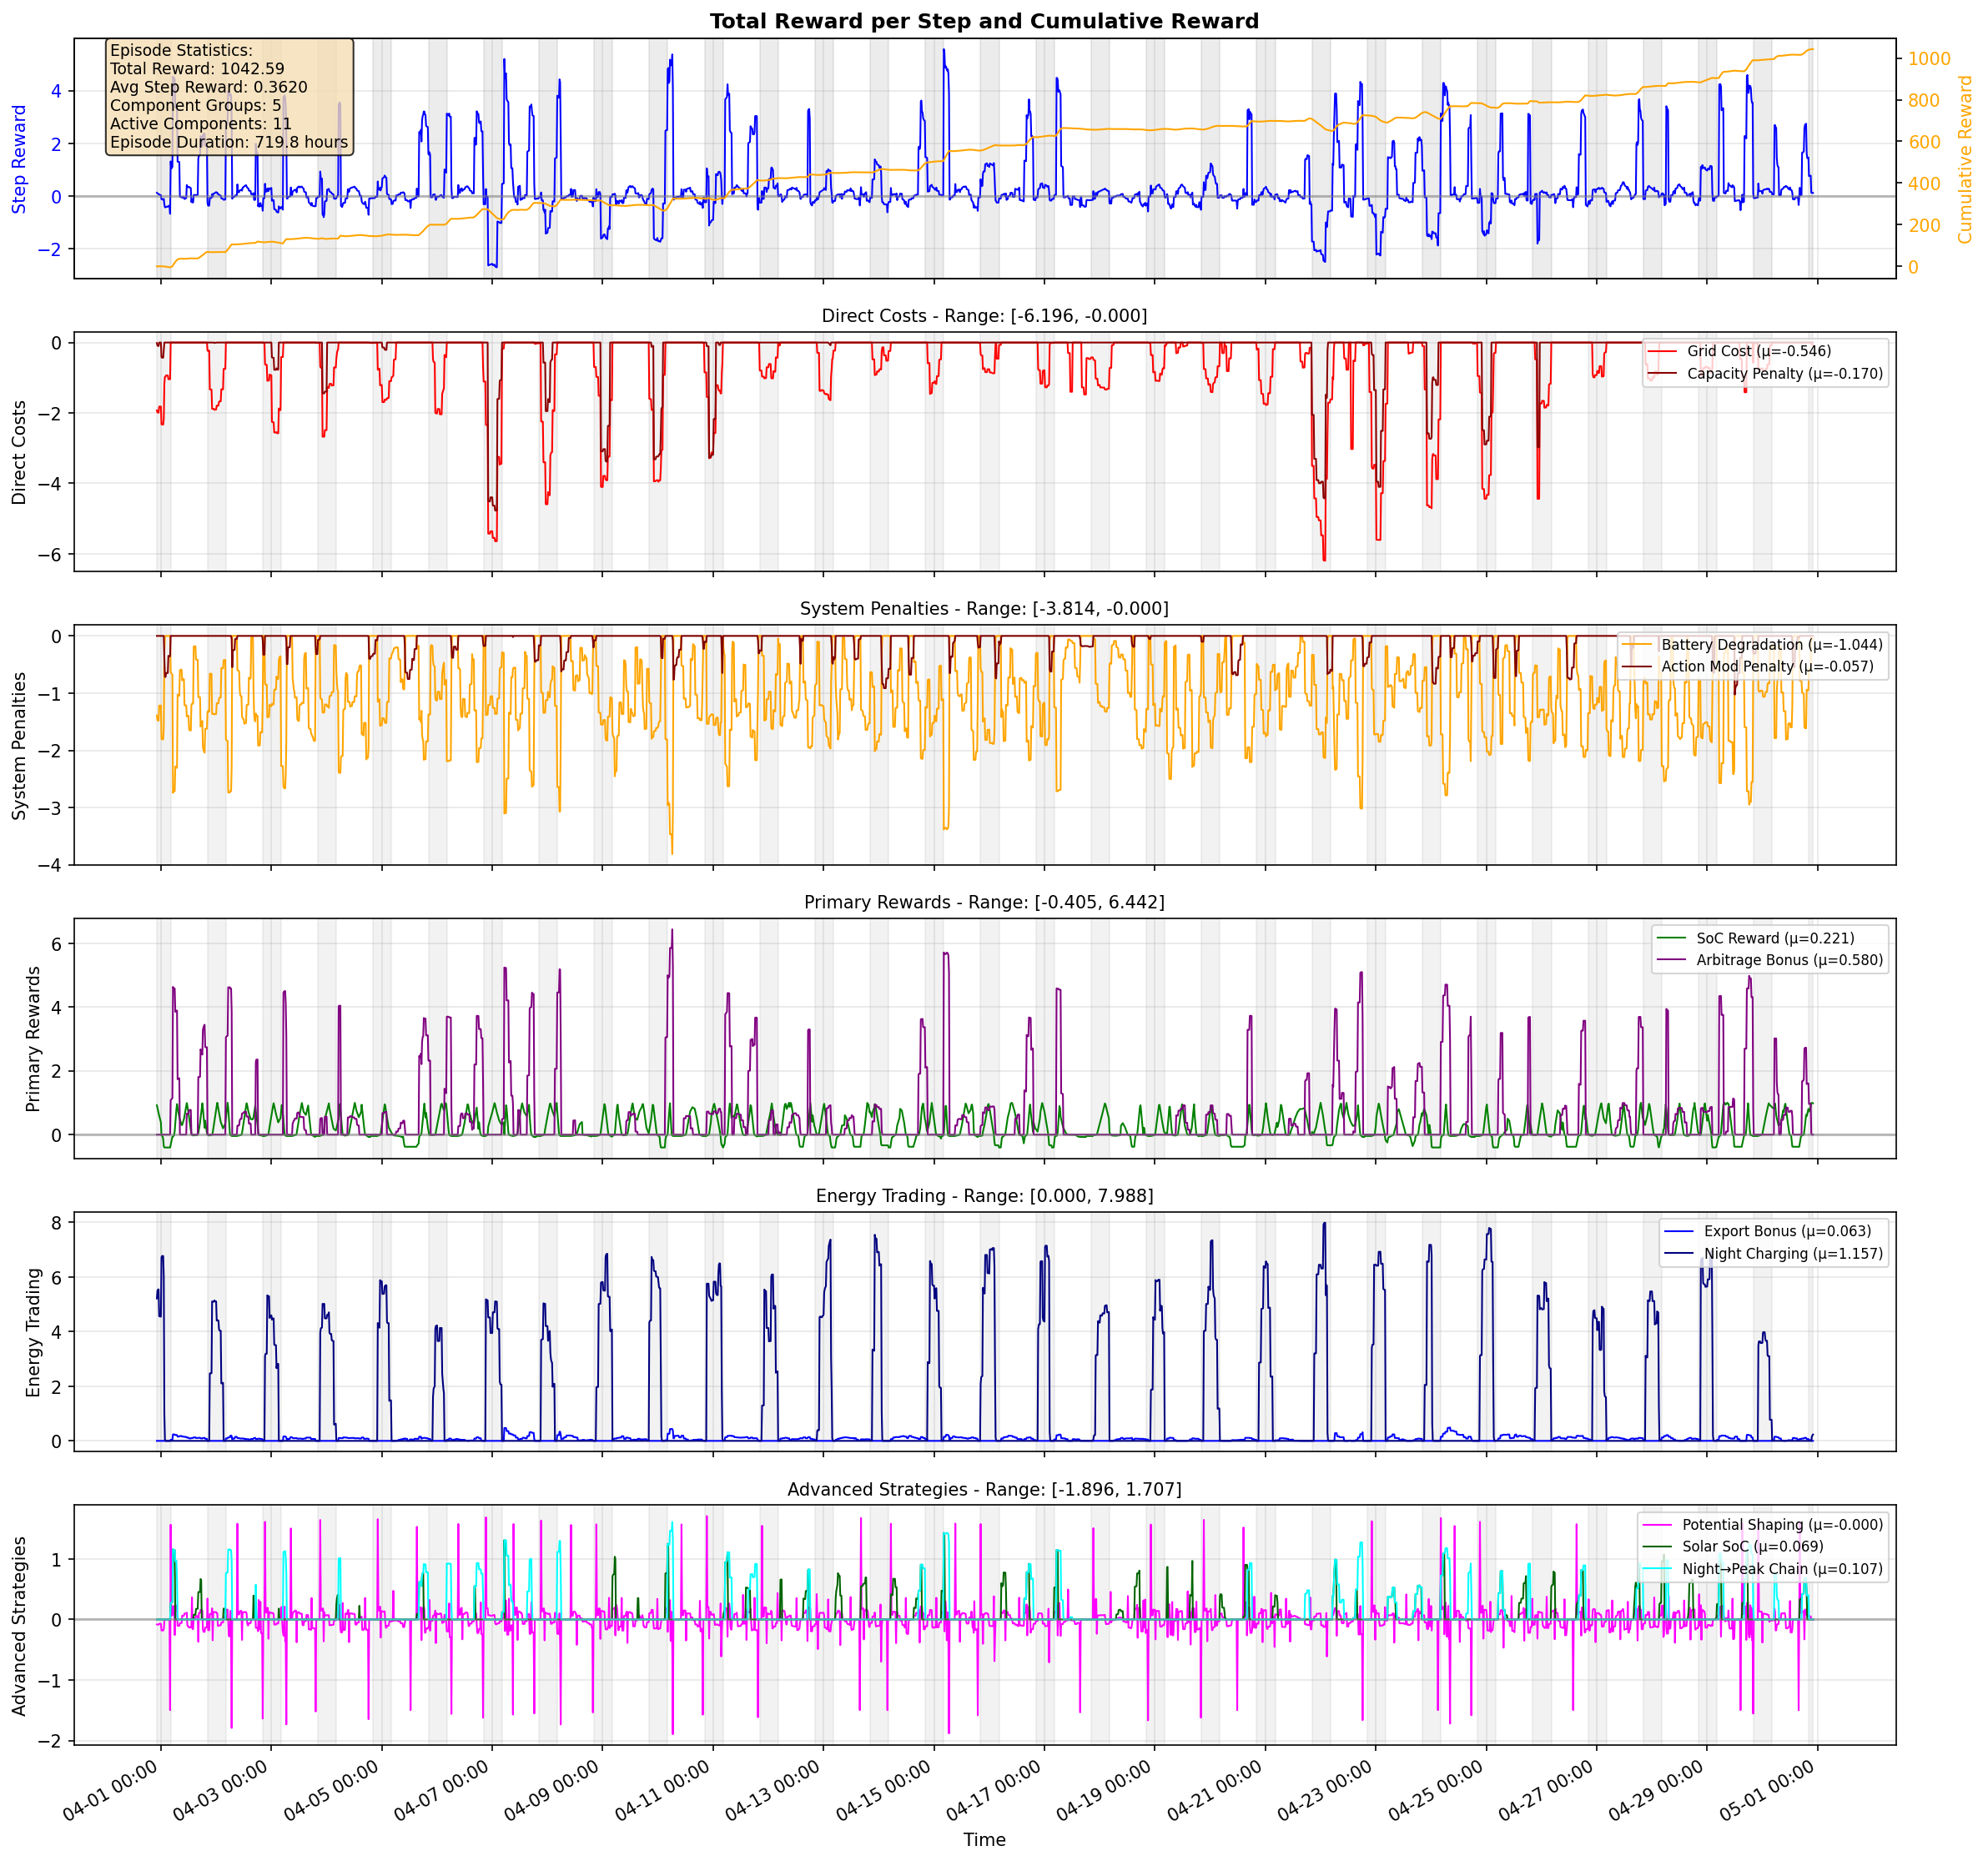 Total Reward per Step and Cumulative Reward
Episode Statistics:
Total Reward: 1042.59
Avg Step Reward: 0.3620
Component Groups: 5
Active Components: 11
Episode Duration: 719.8 hours
Step Reward
4
2
0
−2
Cumulative Reward
1000
800
600
400
200
0
Direct Costs - Range: [-6.196, -0.000]
Direct Costs
0
−2
−4
−6
Grid Cost (μ=-0.546)
Capacity Penalty (μ=-0.170)
System Penalties - Range: [-3.814, -0.000]
System Penalties
0
−1
−2
−3
−4
Battery Degradation (μ=-1.044)
Action Mod Penalty (μ=-0.057)
Primary Rewards - Range: [-0.405, 6.442]
Primary Rewards
6
4
2
0
SoC Reward (μ=0.221)
Arbitrage Bonus (μ=0.580)
Energy Trading - Range: [0.000, 7.988]
Energy Trading
8
6
4
2
0
Export Bonus (μ=0.063)
Night Charging (μ=1.157)
Advanced Strategies - Range: [-1.896, 1.707]
Advanced Strategies
1
0
−1
−2
Potential Shaping (μ=-0.000)
Solar SoC (μ=0.069)
Night→Peak Chain (μ=0.107)
04-01 00:00
04-03 00:00
04-05 00:00
04-07 00:00
04-09 00:00
04-11 00:00
04-13 00:00
04-15 00:00
04-17 00:00
04-19 00:00
04-21 00:00
04-23 00:00
04-25 00:00
04-27 00:00
04-29 00:00
05-01 00:00
Time